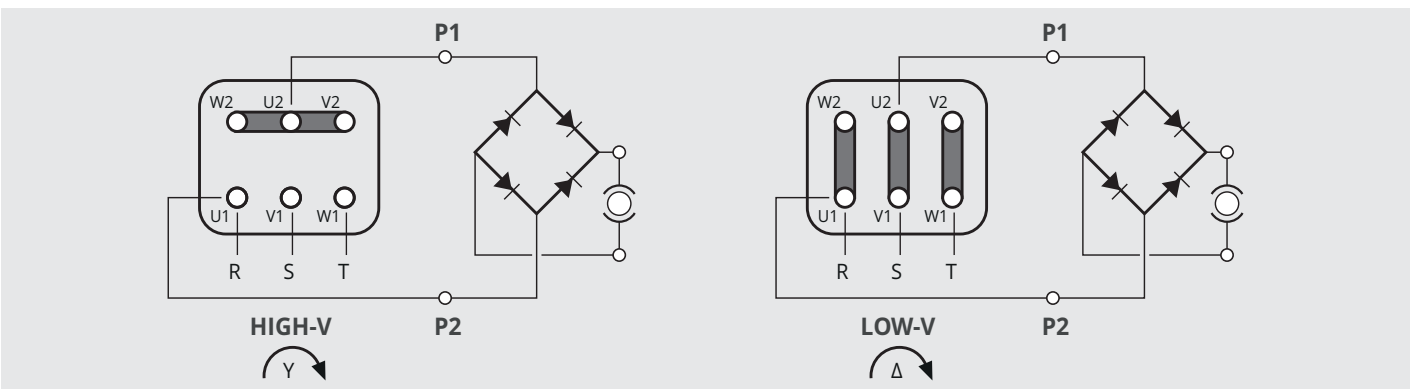 P1
W2 U2 V2
U1 V1 W1
R S T
HIGH-V
P2
Y
P1
W2 U2 V2
U1 V1 W1
R S T
LOW-V
P2
Δ